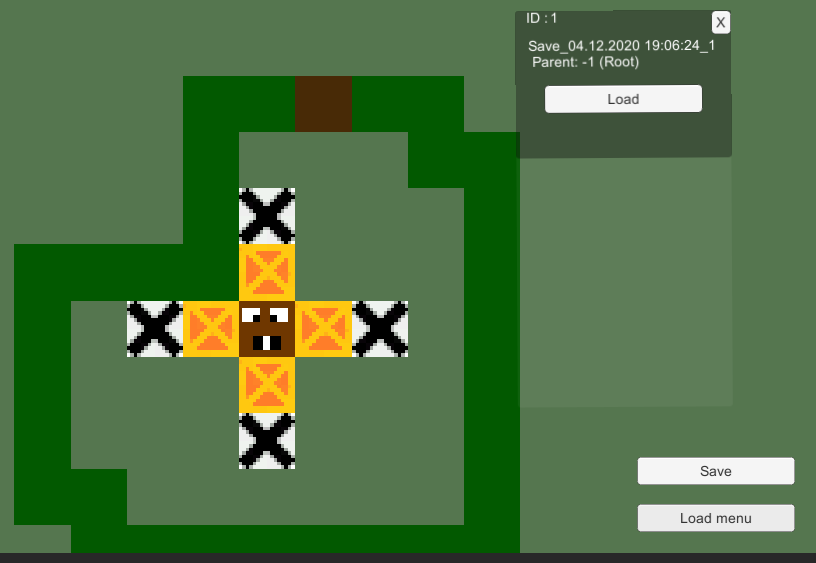 ID : 1
X
Save_04.12.2020 19:06:24_1
Parent: -1 (Root)
Load
Save
Load menu